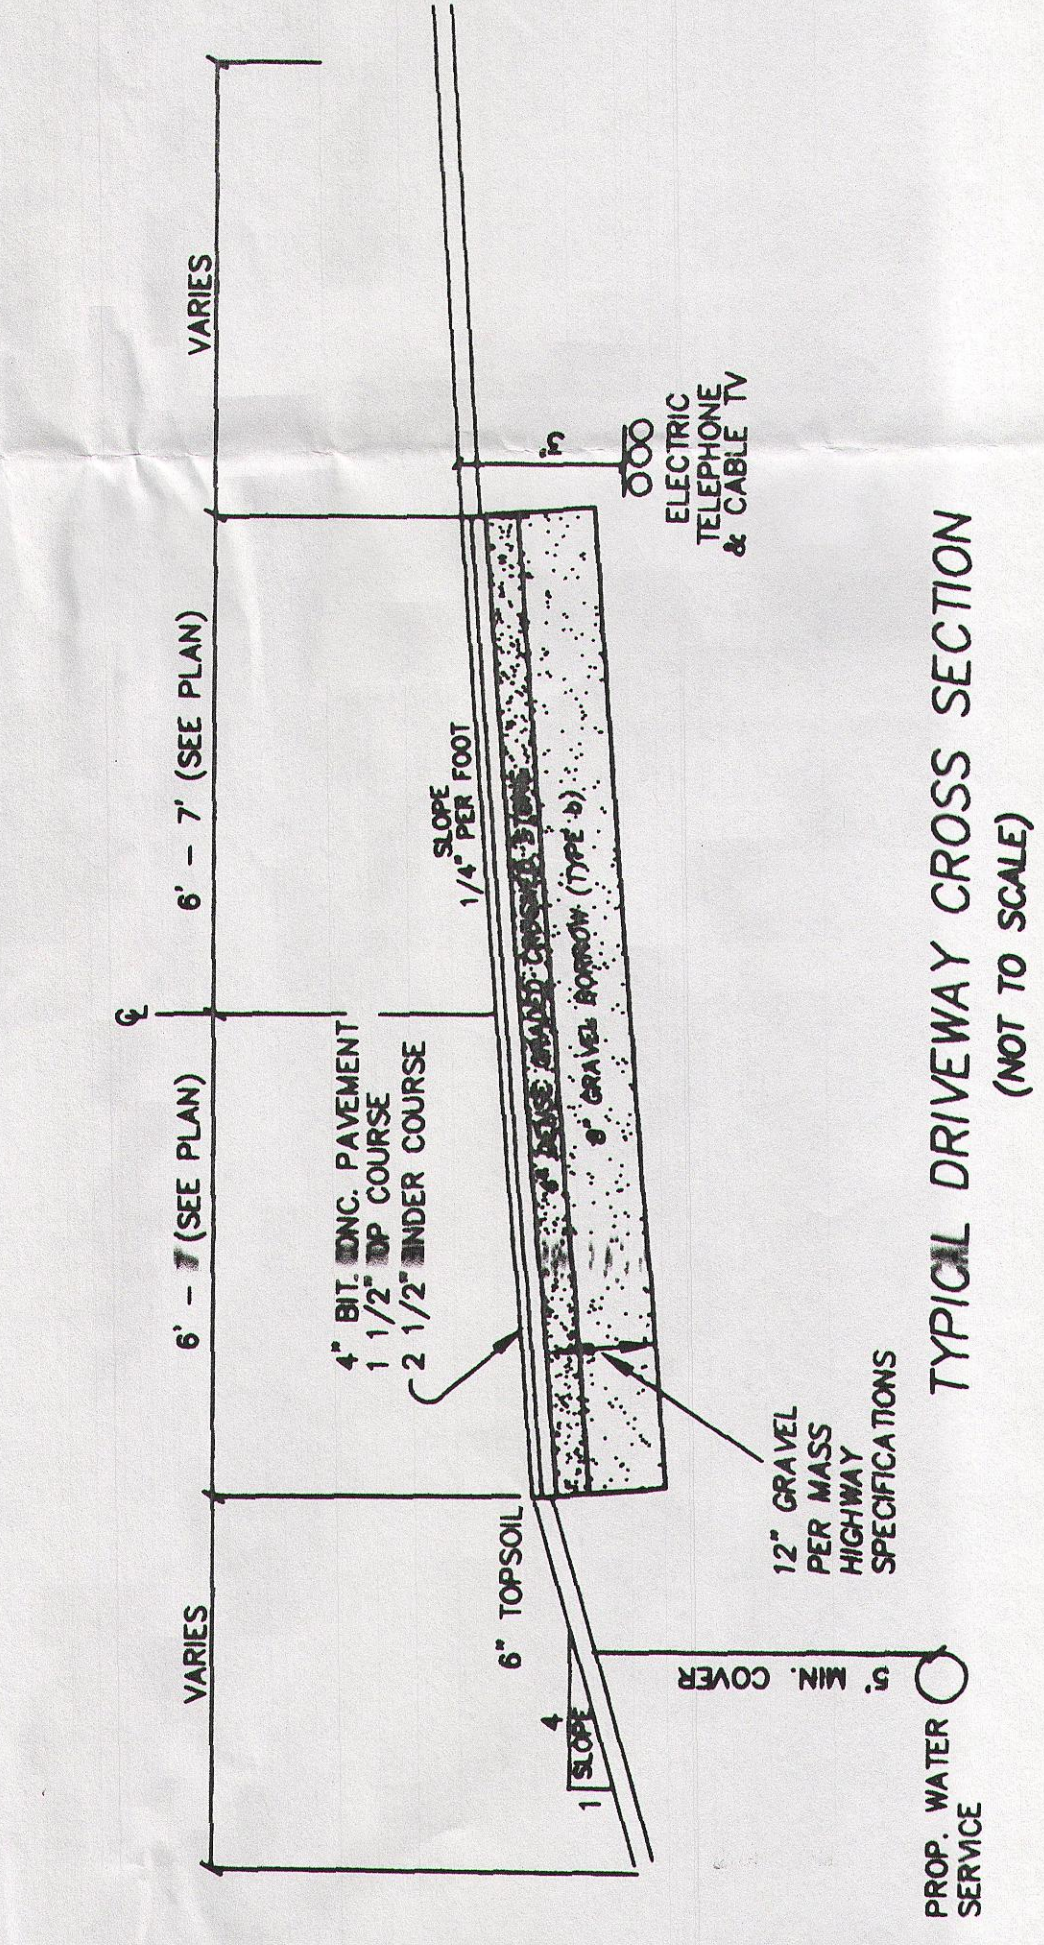 ℄
VARIES
6' - 7' (SEE PLAN)
6' - 7' (SEE PLAN)
VARIES
4" BIT. CONC. PAVEMENT
1 1/2" TOP COURSE
2 1/2" BINDER COURSE
SLOPE
1/4" PER FOOT
6" TOPSOIL
4
1
SLOPE
DENSE GRADED CRUSHED STONE
8" GRAVEL BORROW (TYPE b)
5' MIN. COVER
PROP. WATER
SERVICE
12" GRAVEL
PER MASS
HIGHWAY
SPECIFICATIONS
ELECTRIC
TELEPHONE
& CABLE TV
TYPICAL DRIVEWAY CROSS SECTION
(NOT TO SCALE)